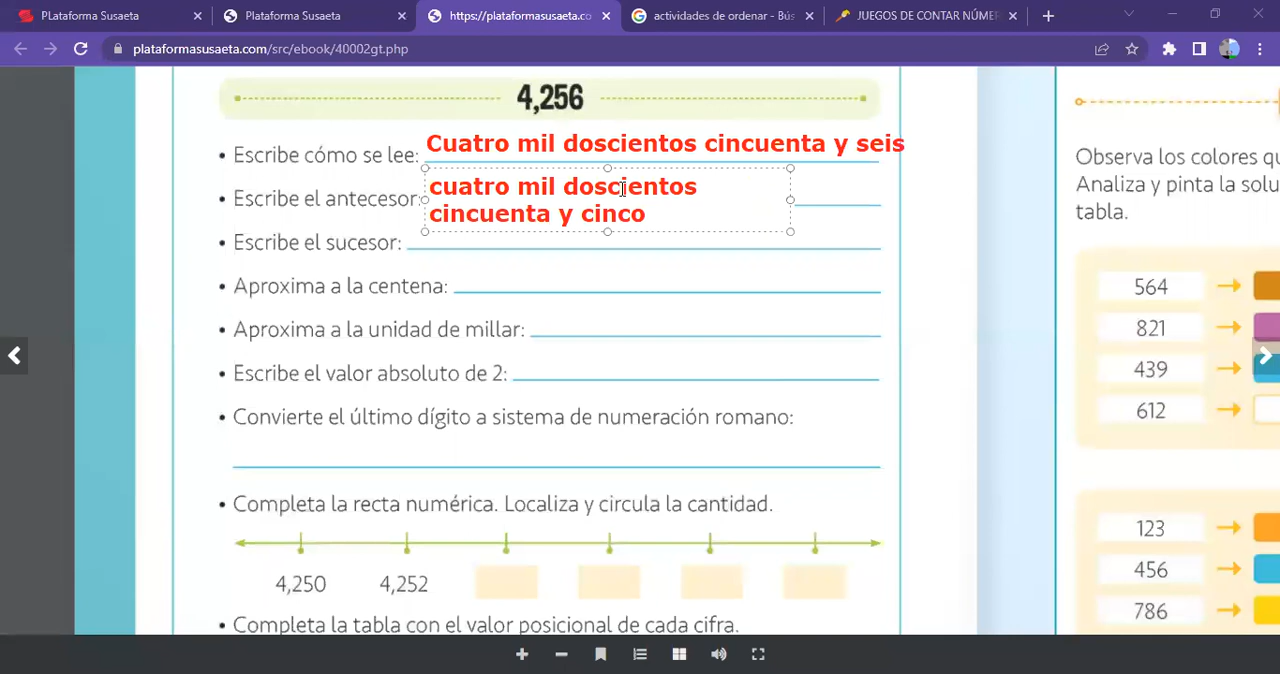 PLataforma Susaeta
Plataforma Susaeta
https://plataformasusaeta.co
actividades de ordenar - Bús
JUEGOS DE CONTAR NÚMER
plataformasusaeta.com/src/ebook/40002gt.php
4,256
• Escribe cómo se lee: Cuatro mil doscientos cincuenta y seis
• Escribe el antecesor: cuatro mil doscientos
cincuenta y cinco
• Escribe el sucesor:
• Aproxima a la centena:
• Aproxima a la unidad de millar:
• Escribe el valor absoluto de 2:
• Convierte el último dígito a sistema de numeración romano:
• Completa la recta numérica. Localiza y circula la cantidad.
4,250 4,252
• Completa la tabla con el valor posicional de cada cifra.
Observa los colores qu
Analiza y pinta la solu
tabla.
564
821
439
612
123
456
786